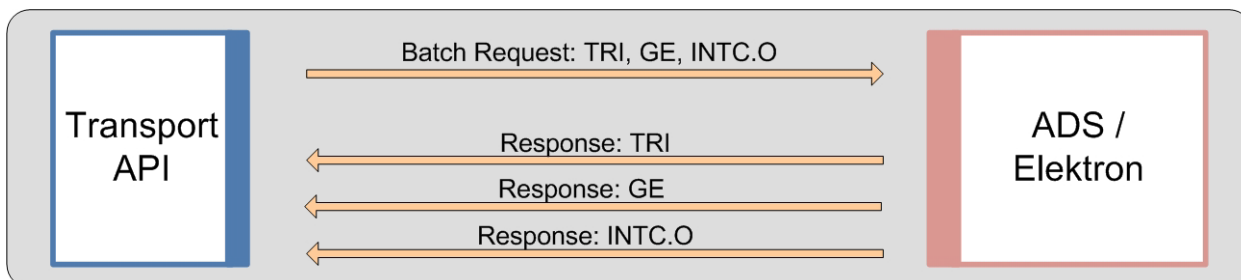 Batch Request: TRI, GE, INTC.O
Transport
API
ADS /
Elektron
Response: TRI
Response: GE
Response: INTC.O